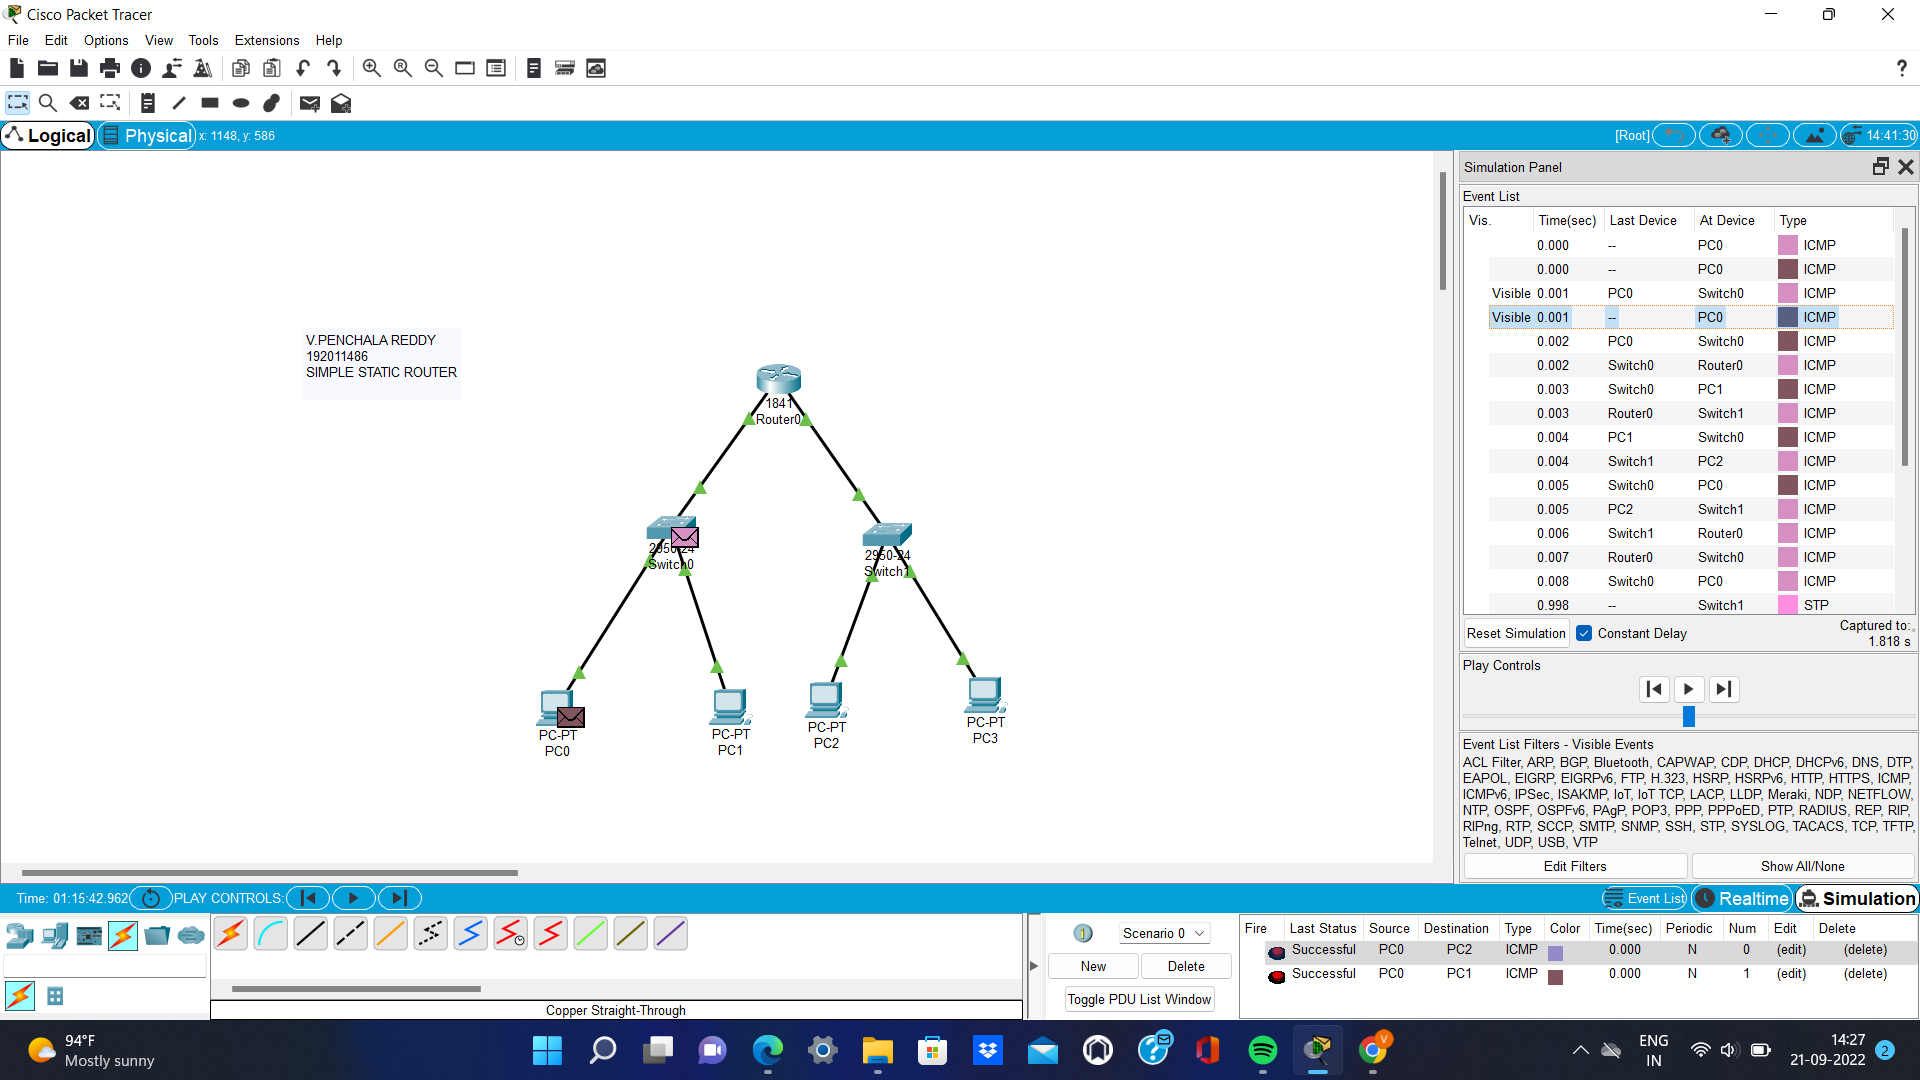 Cisco Packet Tracer
File Edit Options View Tools Extensions Help
Logical Physical x: 1148, y: 586 [Root] 14:41:30
V.PENCHALA REDDY
192011486
SIMPLE STATIC ROUTER
1841
Router0
2950-24
Switch0
2950-24
Switch1
PC-PT
PC0
PC-PT
PC1
PC-PT
PC2
PC-PT
PC3
Simulation Panel
Event List
Vis. Time(sec) Last Device At Device Type
0.000 -- PC0 ICMP
0.000 -- PC0 ICMP
Visible 0.001 PC0 Switch0 ICMP
Visible 0.001 -- PC0 ICMP
0.002 PC0 Switch0 ICMP
0.002 Switch0 Router0 ICMP
0.003 Switch0 PC1 ICMP
0.003 Router0 Switch1 ICMP
0.004 PC1 Switch0 ICMP
0.004 Switch1 PC2 ICMP
0.005 Switch0 PC0 ICMP
0.005 PC2 Switch1 ICMP
0.006 Switch1 Router0 ICMP
0.007 Router0 Switch0 ICMP
0.008 Switch0 PC0 ICMP
0.998 -- Switch1 STP
Reset Simulation Constant Delay Captured to:
1.818 s
Play Controls
Event List Filters - Visible Events
ACL Filter, ARP, BGP, Bluetooth, CAPWAP, CDP, DHCP, DHCPv6, DNS, DTP,
EAPOL, EIGRP, EIGRPv6, FTP, H.323, HSRP, HSRPv6, HTTP, HTTPS, ICMP,
ICMPv6, IPSec, ISAKMP, IoT, IoT TCP, LACP, LLDP, Meraki, NDP, NETFLOW,
NTP, OSPF, OSPFv6, PAgP, POP3, PPP, PPPoED, PTP, RADIUS, REP, RIP,
RIPng, RTP, SCCP, SMTP, SNMP, SSH, STP, SYSLOG, TACACS, TCP, TFTP,
Telnet, UDP, USB, VTP
Edit Filters Show All/None
Time: 01:15:42.962 PLAY CONTROLS: Event List Realtime Simulation
Copper Straight-Through
Scenario 0
New Delete
Toggle PDU List Window
Fire Last Status Source Destination Type Color Time(sec) Periodic Num Edit Delete
Successful PC0 PC2 ICMP 0.000 N 0 (edit) (delete)
Successful PC0 PC1 ICMP 0.000 N 1 (edit) (delete)
94°F
Mostly sunny
ENG
IN
14:27
21-09-2022
2